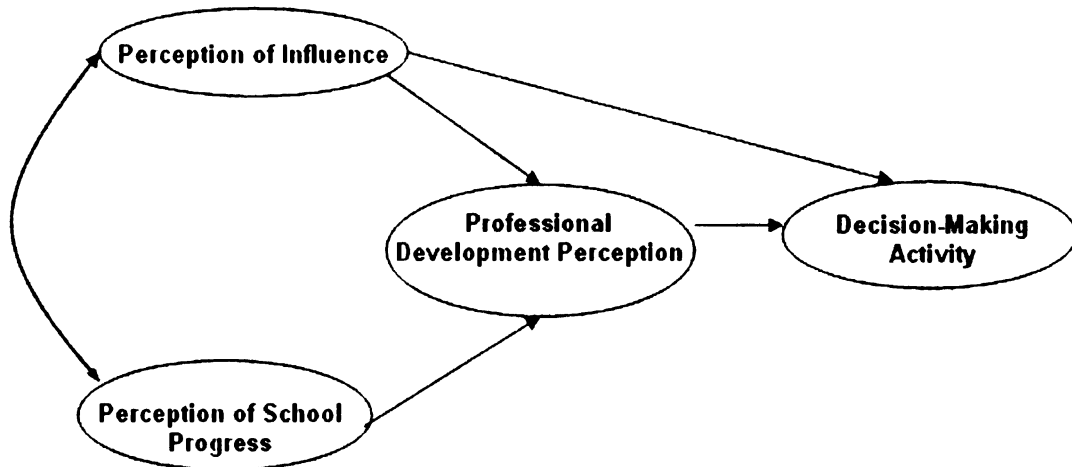 Perception of Influence
Professional
Development Perception
Decision-Making
Activity
Perception of School
Progress